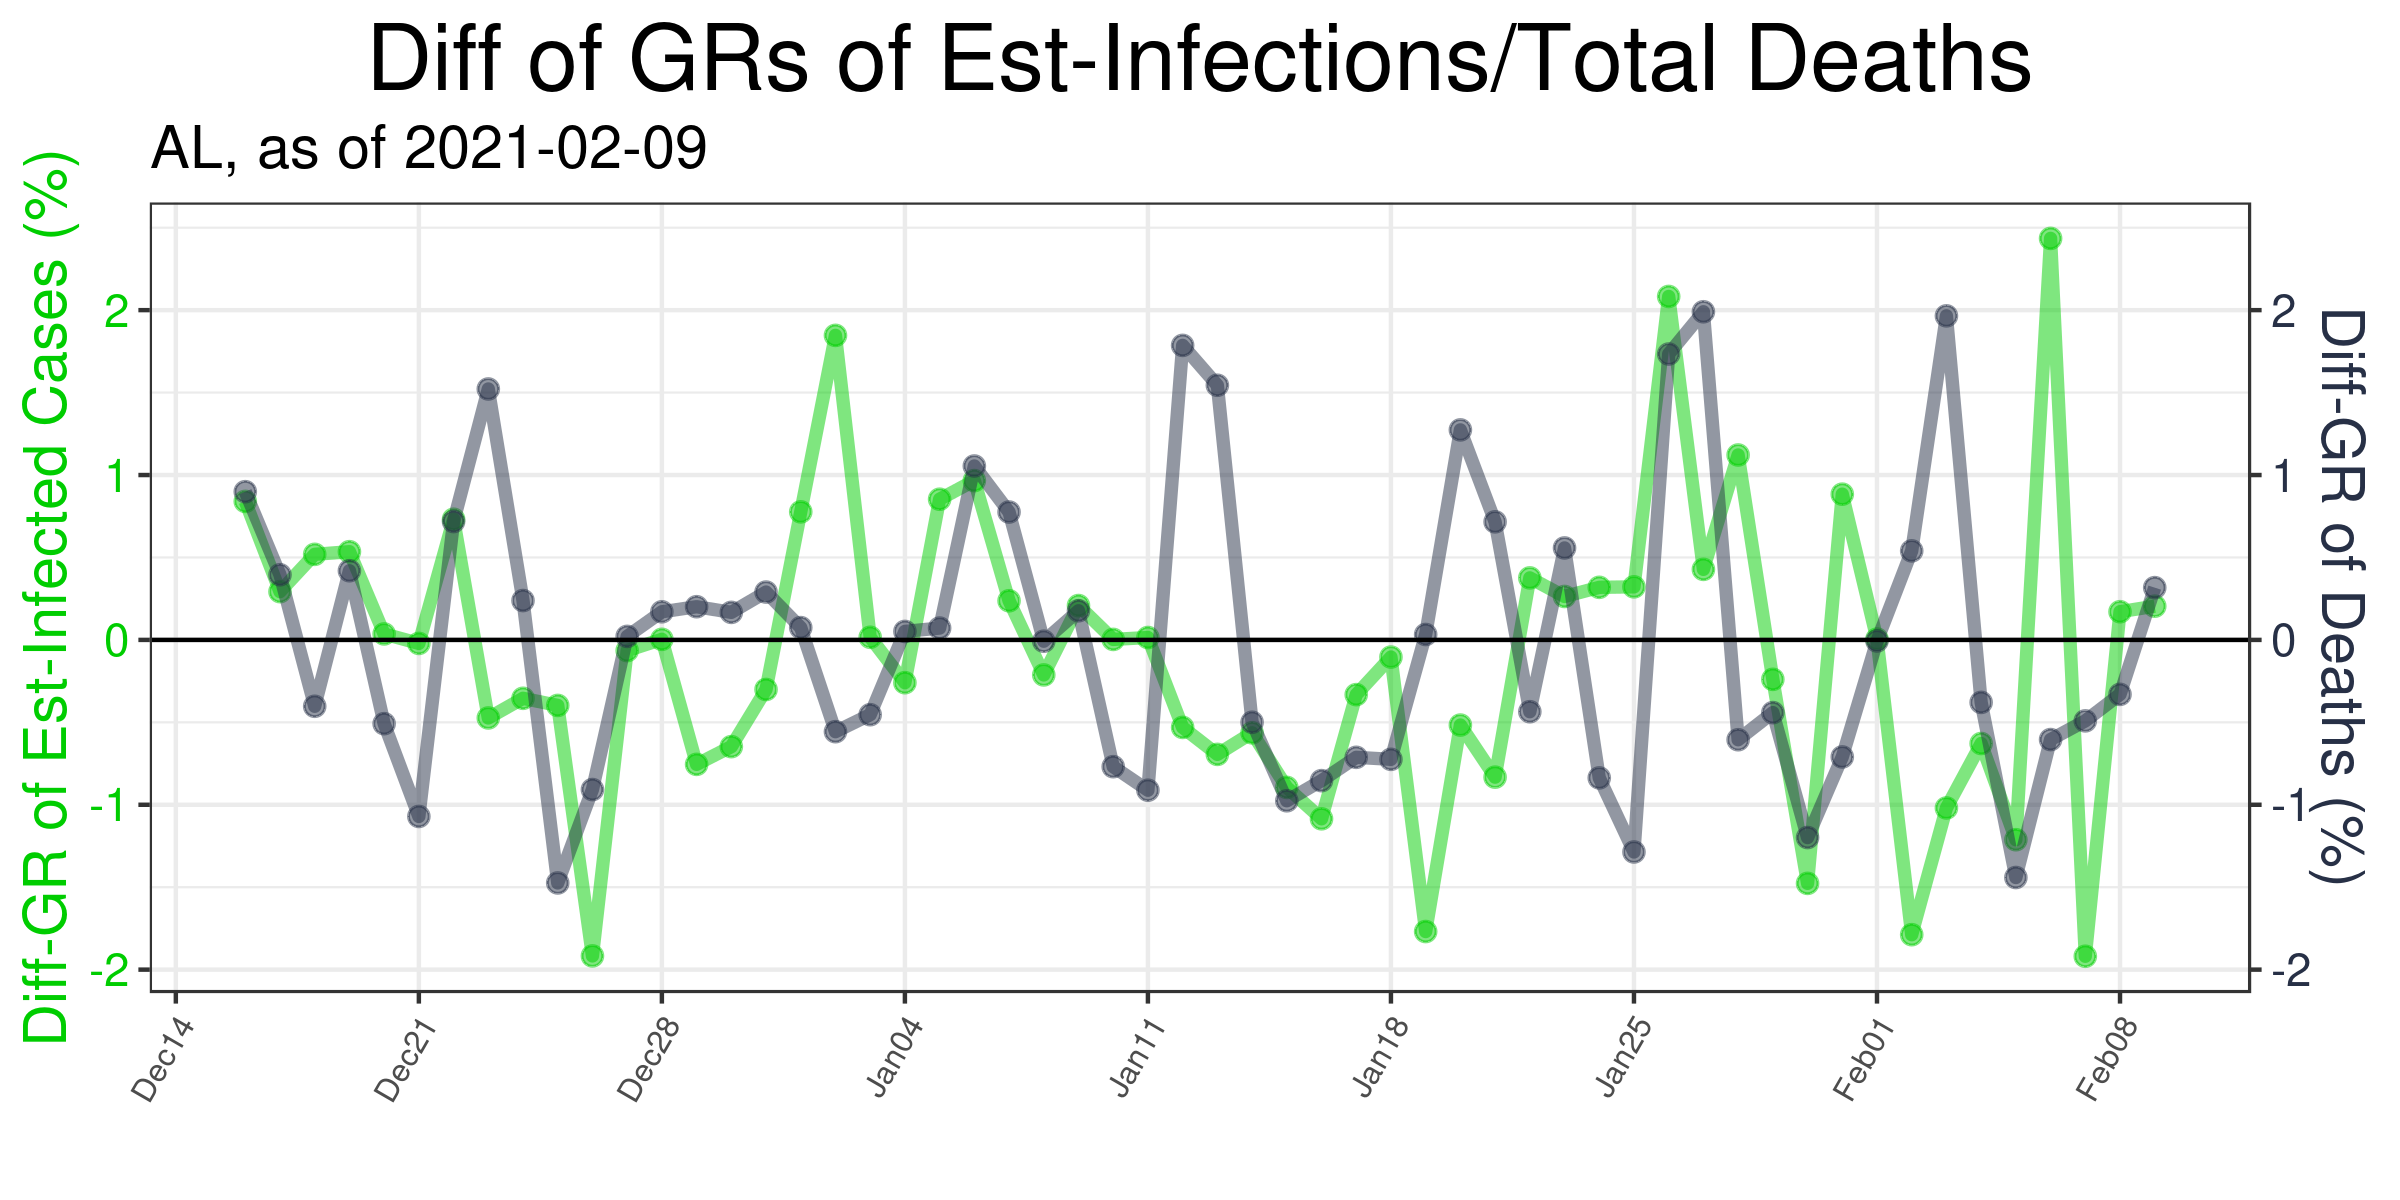 Diff of GRs of Est-Infections/Total Deaths
AL, as of 2021-02-09
Diff-GR of Est-Infected Cases (%)
2
1
0
-1
-2
2
1
0
-1
-2
Diff-GR of Deaths (%)
Dec14
Dec21
Dec28
Jan04
Jan11
Jan18
Jan25
Feb01
Feb08